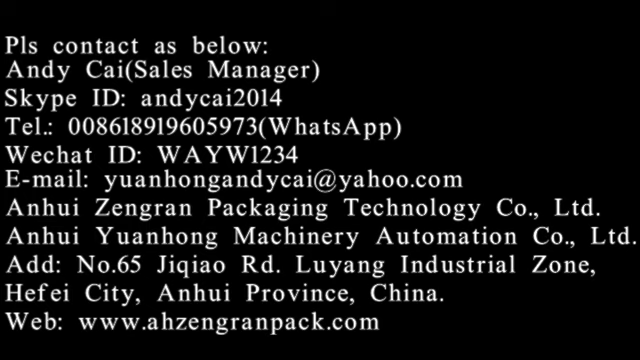 Pls contact as below:
Andy Cai(Sales Manager)
Skype ID: andycai2014
Tel.: 008618919605973(WhatsApp)
Wechat ID: WAYW1234
E-mail: yuanhongandycai@yahoo.com
Anhui Zengran Packaging Technology Co., Ltd.
Anhui Yuanhong Machinery Automation Co., Ltd.
Add: No.65 Jiqiao Rd. Luyang Industrial Zone,
Hefei City, Anhui Province, China.
Web: www.ahzengranpack.com